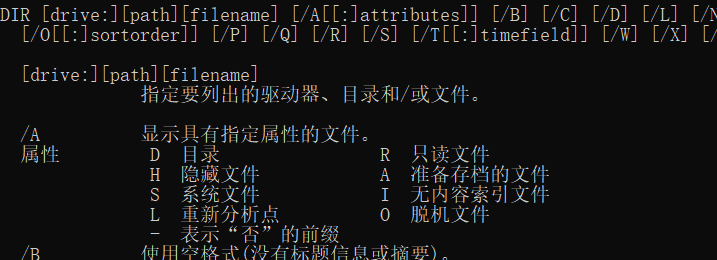 DIR [drive:][path][filename] [/A[[:]attributes]] [/B] [/C] [/D] [/L] [/N
[/O[[:]sortorder]] [/P] [/Q] [/R] [/S] [/T[[:]timefield]] [/W] [/X] [/
[drive:][path][filename]
指定要列出的驱动器、目录和/或文件。
/A 显示具有指定属性的文件。
属性 D 目录 R 只读文件
H 隐藏文件 A 准备存档的文件
S 系统文件 I 无内容索引文件
L 重新分析点 O 脱机文件
- 表示“否”的前缀
/B 使用空格式(没有标题信息或摘要)。